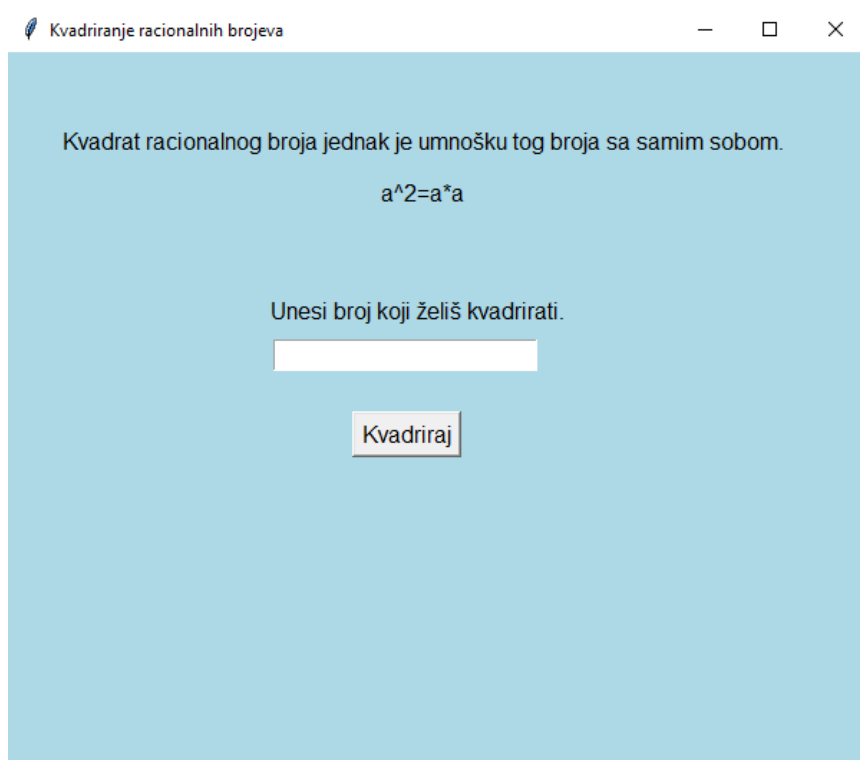 Kvadriranje racionalnih brojeva
Kvadrat racionalnog broja jednak je umnošku tog broja sa samim sobom.
a^2=a*a
Unesi broj koji želiš kvadrirati.
Kvadriraj